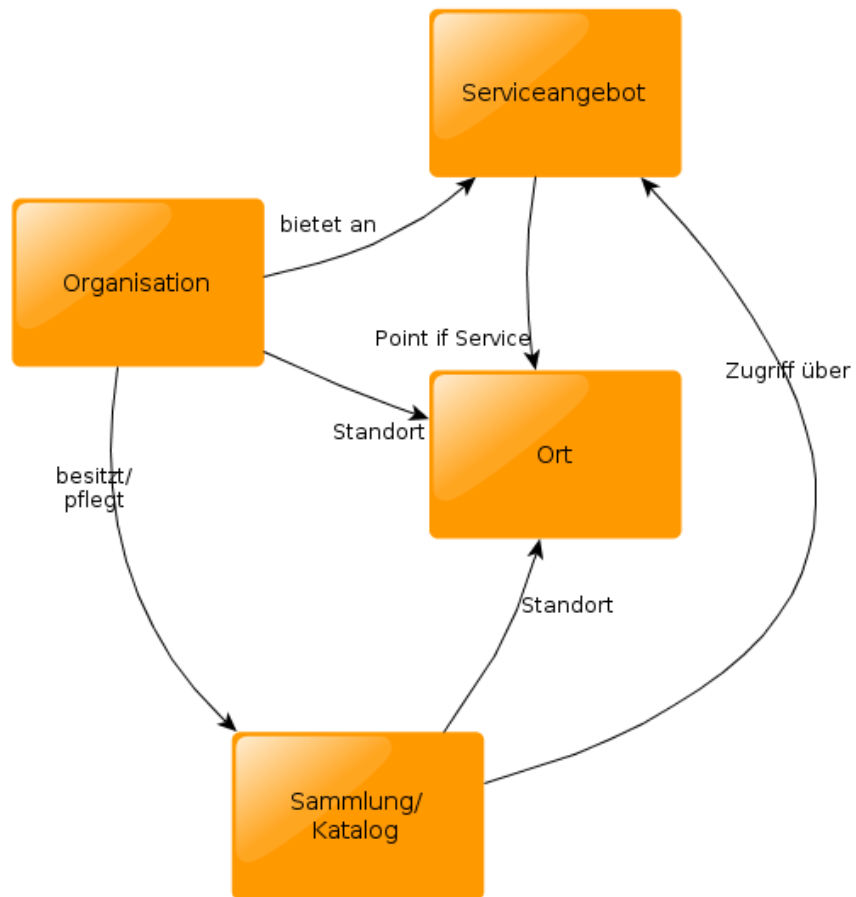 Serviceangebot
bietet an
Organisation
Point if Service
Zugriff über
Standort
Ort
besitzt/
pflegt
Standort
Sammlung/
Katalog